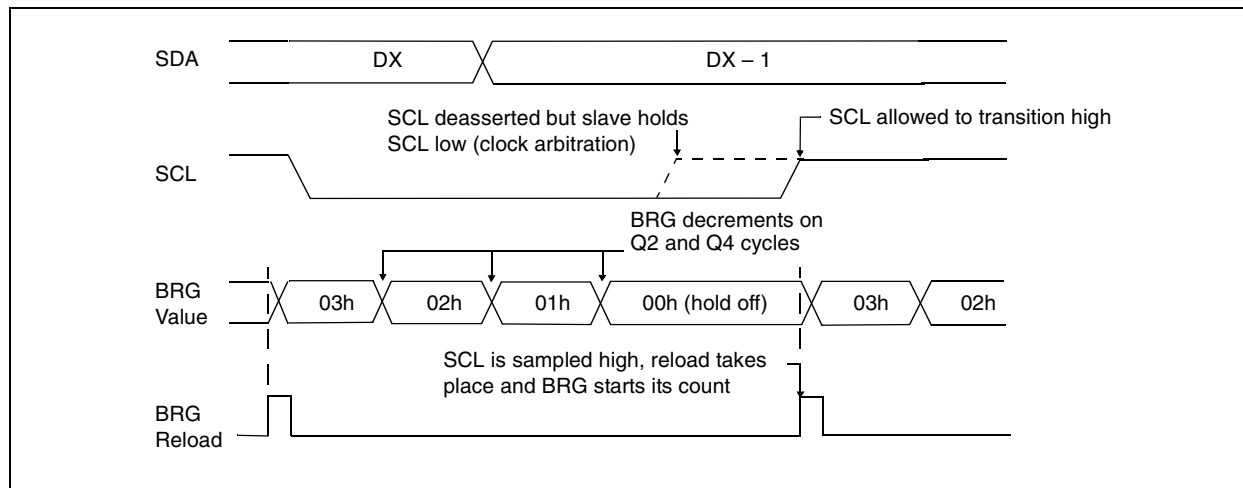 SDA
DX
DX – 1
SCL deasserted but slave holds
SCL low (clock arbitration)
SCL allowed to transition high
SCL
BRG decrements on
Q2 and Q4 cycles
BRG
Value
03h
02h
01h
00h (hold off)
03h
02h
SCL is sampled high, reload takes
place and BRG starts its count
BRG
Reload